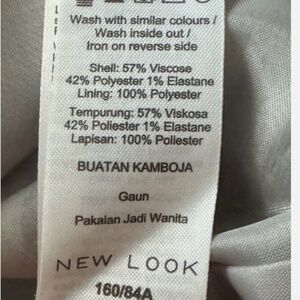 Wash with similar colours /
Wash inside out /
Iron on reverse side
Shell: 57% Viscose
42% Polyester 1% Elastane
Lining: 100% Polyester
Tempurung: 57% Viskosa
42% Poliester 1% Elastane
Lapisan: 100% Poliester
BUATAN KAMBOJA
Gaun
Pakaian Jadi Wanita
NEW LOOK
160/84A